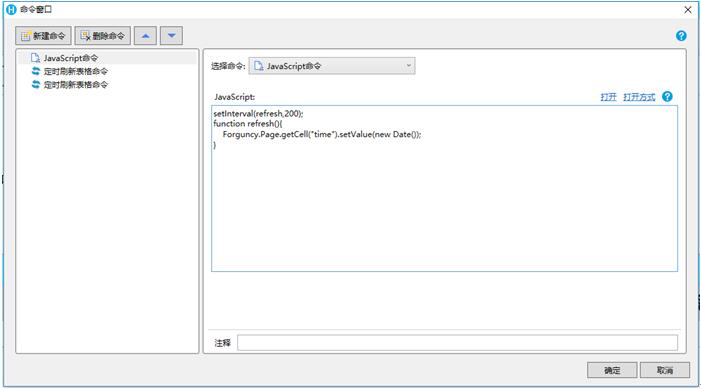 命令窗口
新建命令 删除命令
JavaScript命令
定时刷新表格命令
定时刷新表格命令
选择命令: JavaScript命令
JavaScript: 打开 打开方式
setInterval(refresh,200);
function refresh(){
Forguncy.Page.getCell("time").setValue(new Date());
}
注释
确定 取消